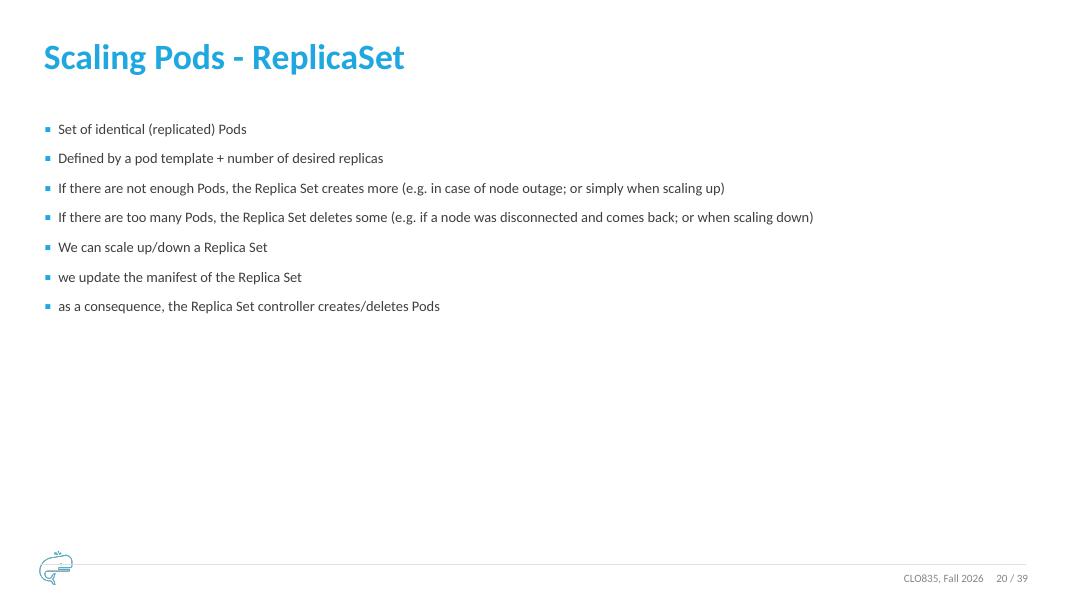 Scaling Pods - ReplicaSet
Set of identical (replicated) Pods
Defined by a pod template + number of desired replicas
If there are not enough Pods, the Replica Set creates more (e.g. in case of node outage; or simply when scaling up)
If there are too many Pods, the Replica Set deletes some (e.g. if a node was disconnected and comes back; or when scaling down)
We can scale up/down a Replica Set
we update the manifest of the Replica Set
as a consequence, the Replica Set controller creates/deletes Pods
CLO835, Fall 2026 20 / 39